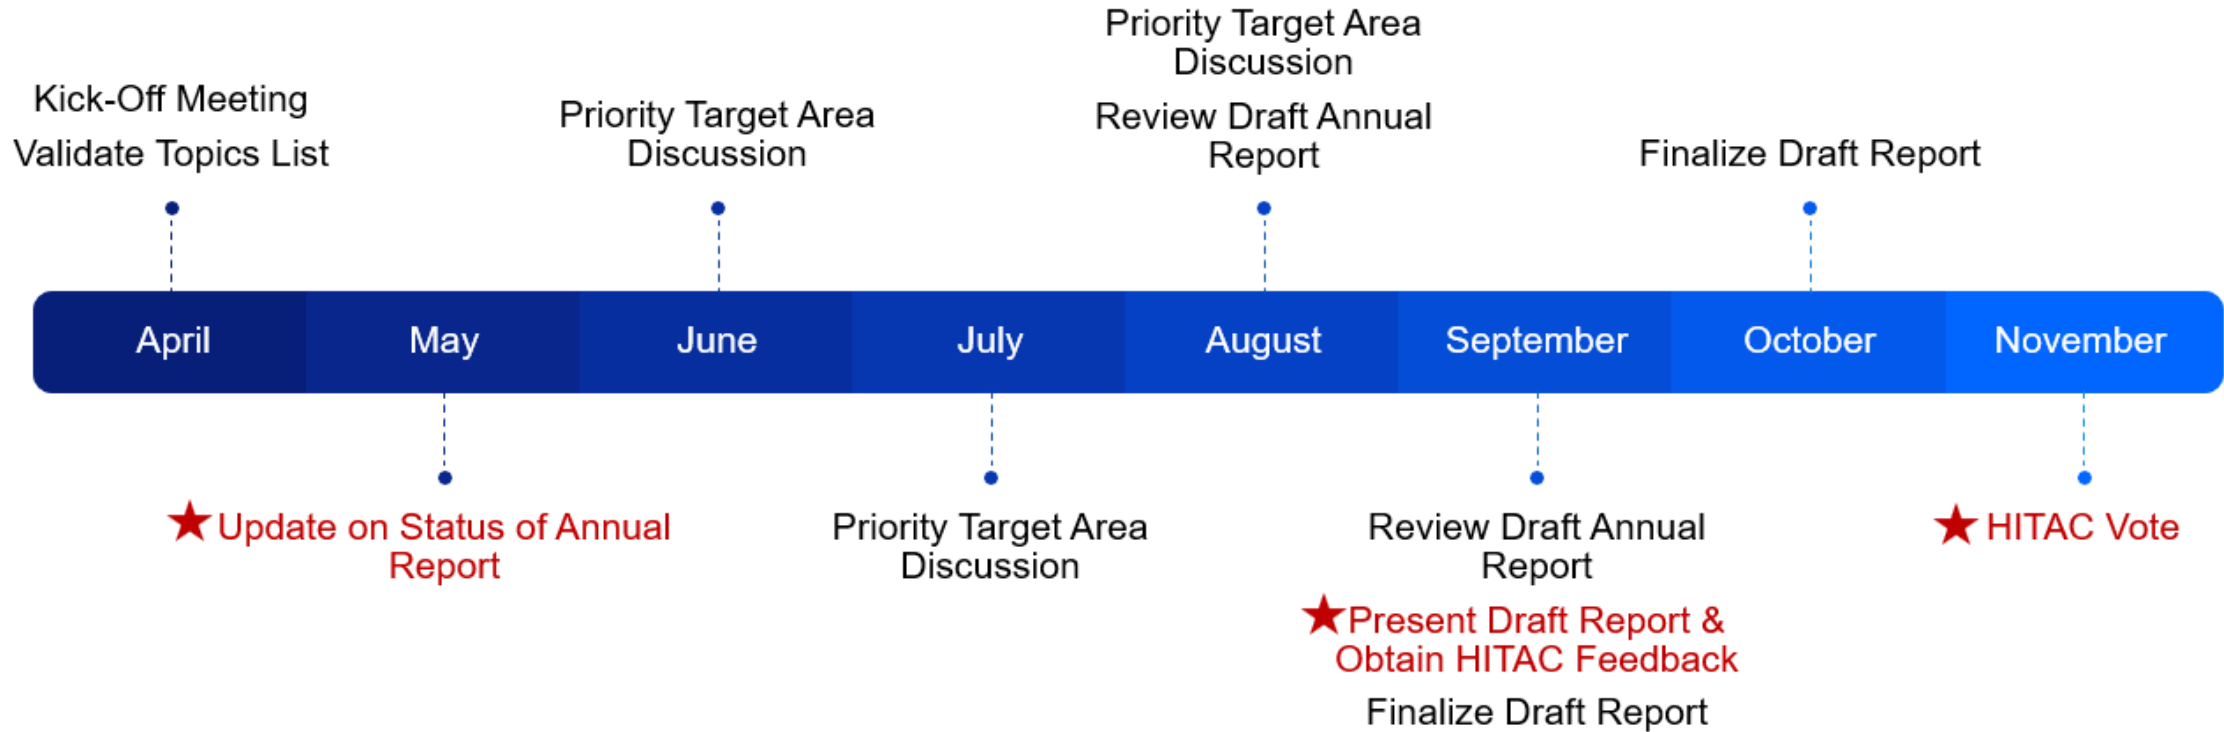 Kick-Off Meeting
Validate Topics List
Priority Target Area
Discussion
Priority Target Area
Discussion
Review Draft Annual
Report
Finalize Draft Report
April
May
June
July
August
September
October
November
Update on Status of Annual
Report
Priority Target Area
Discussion
Review Draft Annual
Report
Present Draft Report &
Obtain HITAC Feedback
Finalize Draft Report
HITAC Vote